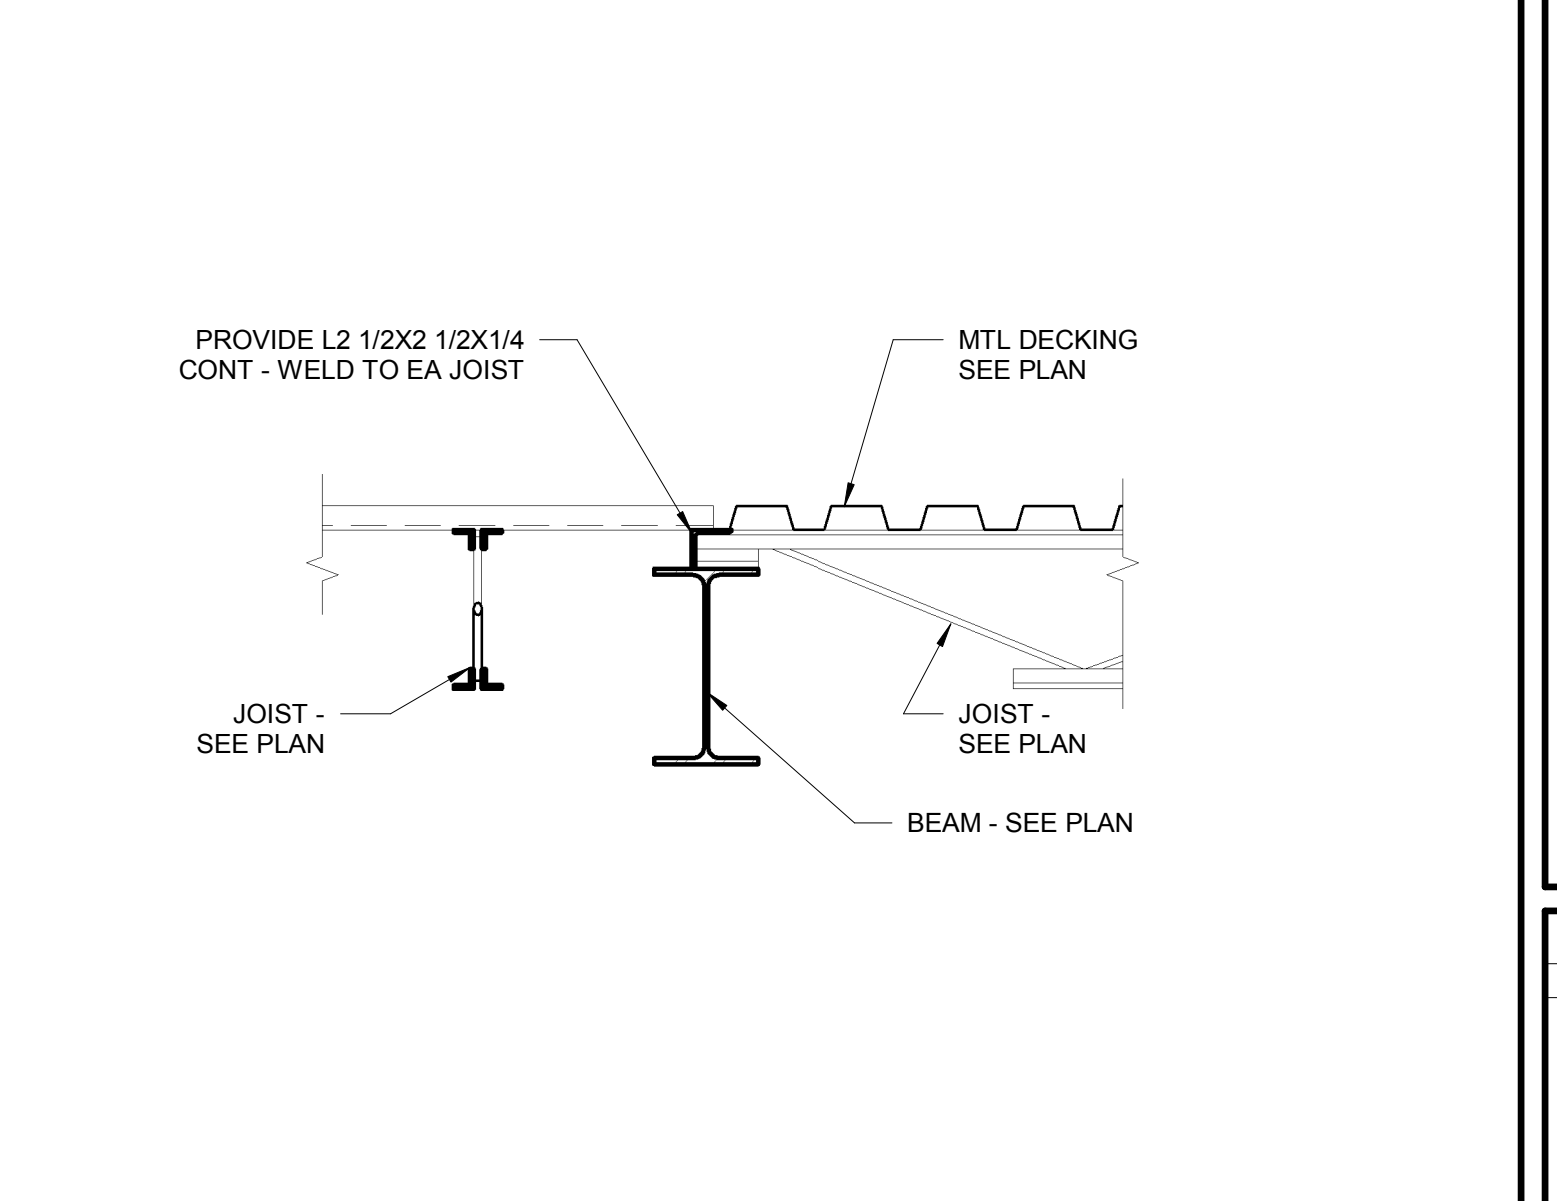 PROVIDE L2 1/2X2 1/2X1/4
CONT - WELD TO EA JOIST
MTL DECKING
SEE PLAN
JOIST -
SEE PLAN
JOIST -
SEE PLAN
BEAM - SEE PLAN